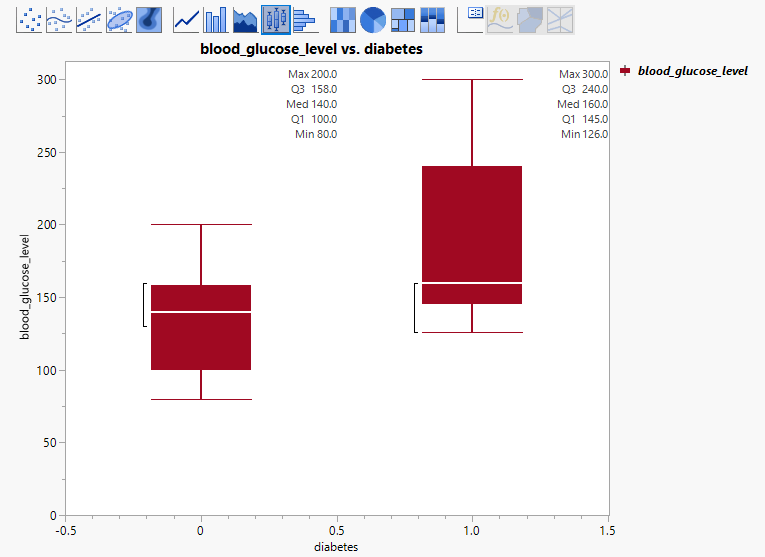 blood_glucose_level vs. diabetes
Max 200.0
Q3 158.0
Med 140.0
Q1 100.0
Min 80.0
Max 300.0
Q3 240.0
Med 160.0
Q1 145.0
Min 126.0
blood_glucose_level
blood_glucose_level
300
250
200
150
100
50
0
-0.5
0
0.5
1.0
1.5
diabetes